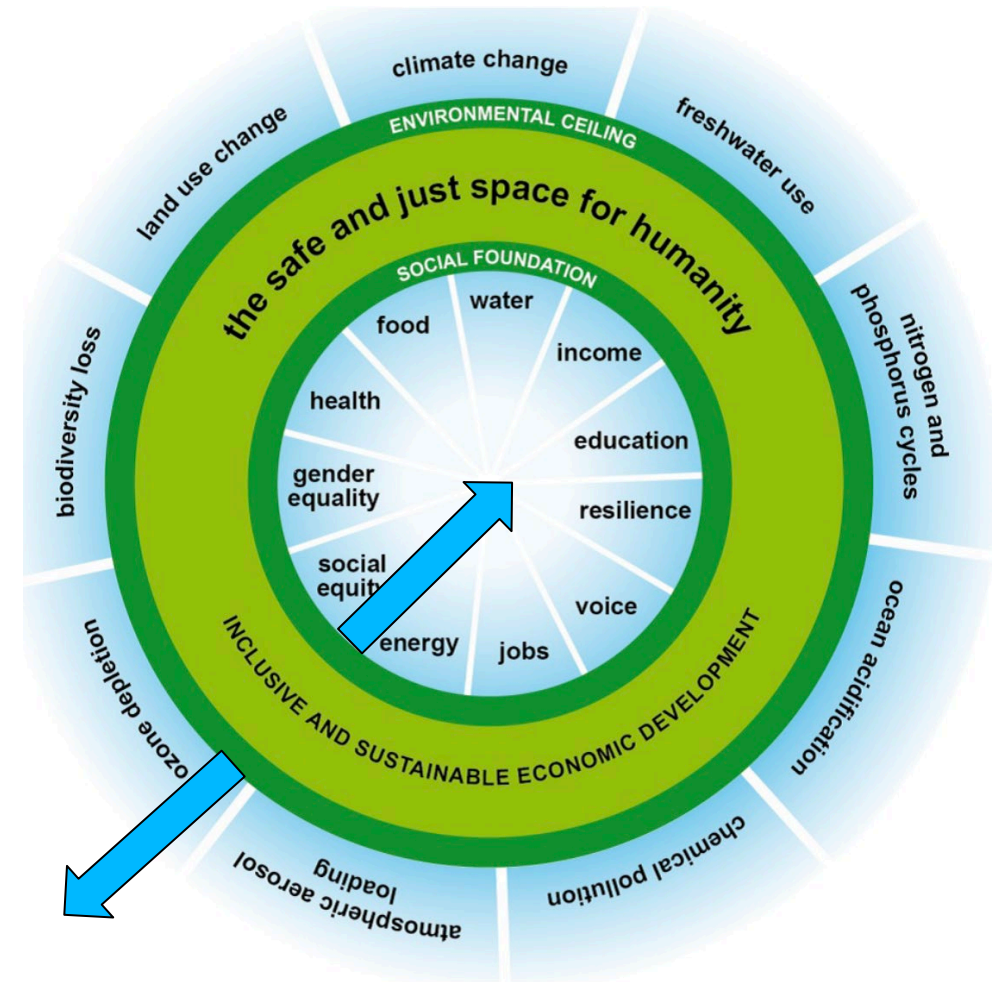 climate change
freshwater use
nitrogen and
phosphorus cycles
ocean acidification
chemical pollution
atmospheric aerosol
loading
ozone depletion
biodiversity loss
land use change
ENVIRONMENTAL CEILING
the safe and just space for humanity
SOCIAL FOUNDATION
water
income
education
resilience
voice
jobs
energy
social
equity
gender
equality
health
food
INCLUSIVE AND SUSTAINABLE ECONOMIC DEVELOPMENT